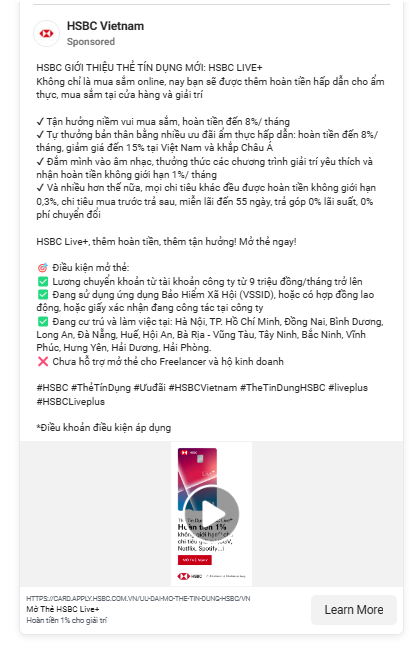 HSBC Vietnam
Sponsored
HSBC GIỚI THIỆU THẺ TÍN DỤNG MỚI: HSBC LIVE+
Không chỉ là mua sắm online, nay bạn sẽ được thêm hoàn tiền hấp dẫn cho ẩm
thực, mua sắm tại cửa hàng và giải trí
✓ Tận hưởng niềm vui mua sắm, hoàn tiền đến 8%/ tháng
✓ Tự thưởng bản thân bằng nhiều ưu đãi ẩm thực hấp dẫn: hoàn tiền đến 8%/
tháng, giảm giá đến 15% tại Việt Nam và khắp Châu Á
✓ Đắm mình vào âm nhạc, thưởng thức các chương trình giải trí yêu thích và
nhận hoàn tiền không giới hạn 1%/ tháng
✓ Và nhiều hơn thế nữa, mọi chi tiêu khác đều được hoàn tiền không giới hạn
0,3%, chi tiêu mua trước trả sau, miễn lãi đến 55 ngày, trả góp 0% lãi suất, 0%
phí chuyển đổi
HSBC Live+, thêm hoàn tiền, thêm tận hưởng! Mở thẻ ngay!
🎯 Điều kiện mở thẻ:
✅ Lương chuyển khoản từ tài khoản công ty từ 9 triệu đồng/tháng trở lên
✅ Đang sử dụng ứng dụng Bảo Hiểm Xã Hội (VSSID), hoặc có hợp đồng lao
động, hoặc giấy xác nhận đang công tác tại công ty
✅ Đang cư trú và làm việc tại: Hà Nội, TP. Hồ Chí Minh, Đồng Nai, Bình Dương,
Long An, Đà Nẵng, Huế, Hội An, Bà Rịa - Vũng Tàu, Tây Ninh, Bắc Ninh, Vĩnh
Phúc, Hưng Yên, Hải Dương, Hải Phòng.
❌ Chưa hỗ trợ mở thẻ cho Freelancer và hộ kinh doanh
#HSBC #ThẻTínDụng #Ưuđãi #HSBCVietnam #TheTinDungHSBC #liveplus
#HSBCLiveplus
*Điều khoản điều kiện áp dụng
HSBC
Thẻ Tín Dụng Live+
Hoàn tiền 1%
không giới hạn cho
chi tiêu giải trí
Netflix, Spotify...)
HSBC
HTTPS://CARD.APPLY.HSBC.COM.VN/UU-DAI-MO-THE-TIN-DUNG-HSBC/VN
Mở Thẻ HSBC Live+
Hoàn tiền 1% cho giải trí
Learn More